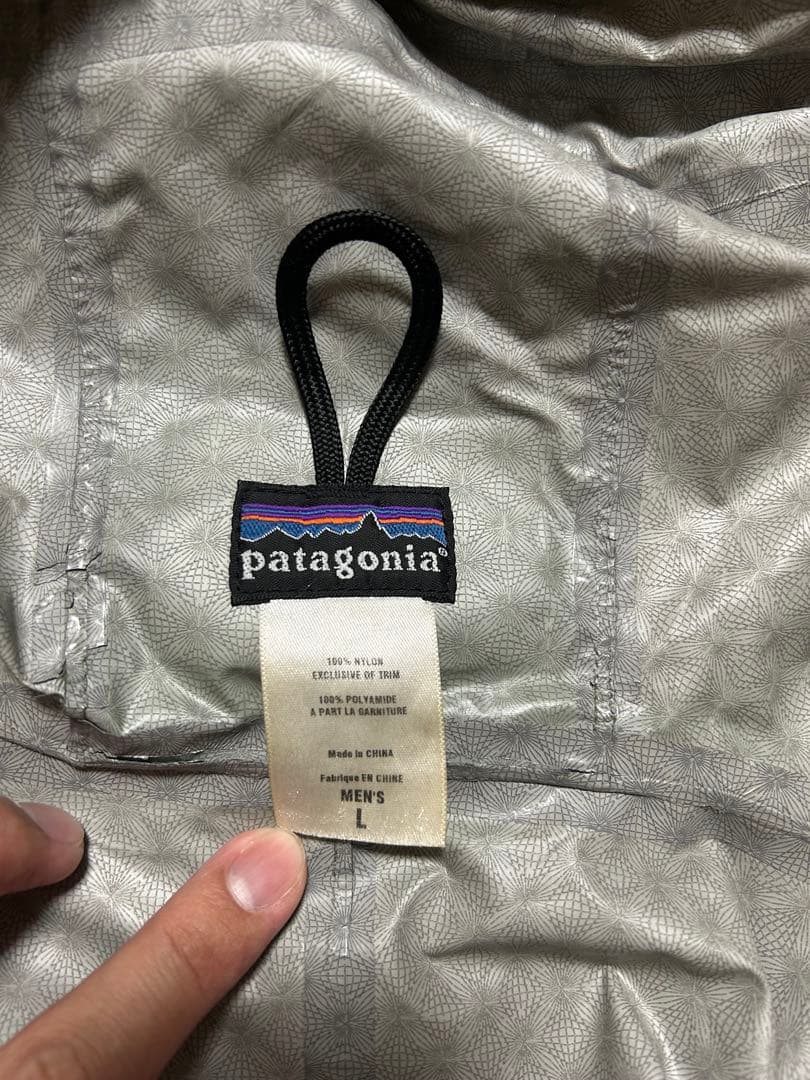 patagonia®
100% NYLON
EXCLUSIVE OF TRIM
100% POLYAMIDE
A PART LA GARNITURE
Made in CHINA
Fabriqué EN CHINE
MEN'S
L